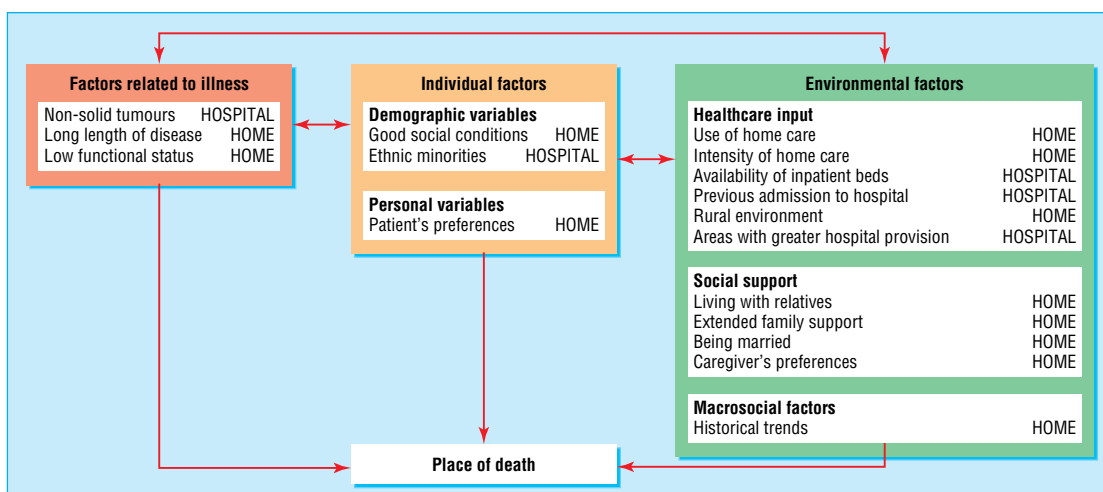 Factors related to illness
Non-solid tumours HOSPITAL
Long length of disease HOME
Low functional status HOME
Individual factors
Demographic variables
Good social conditions HOME
Ethnic minorities HOSPITAL
Personal variables
Patient's preferences HOME
Environmental factors
Healthcare input
Use of home care HOME
Intensity of home care HOME
Availability of inpatient beds HOSPITAL
Previous admission to hospital HOSPITAL
Rural environment HOME
Areas with greater hospital provision HOSPITAL
Social support
Living with relatives HOME
Extended family support HOME
Being married HOME
Caregiver's preferences HOME
Macrosocial factors
Historical trends HOME
Place of death